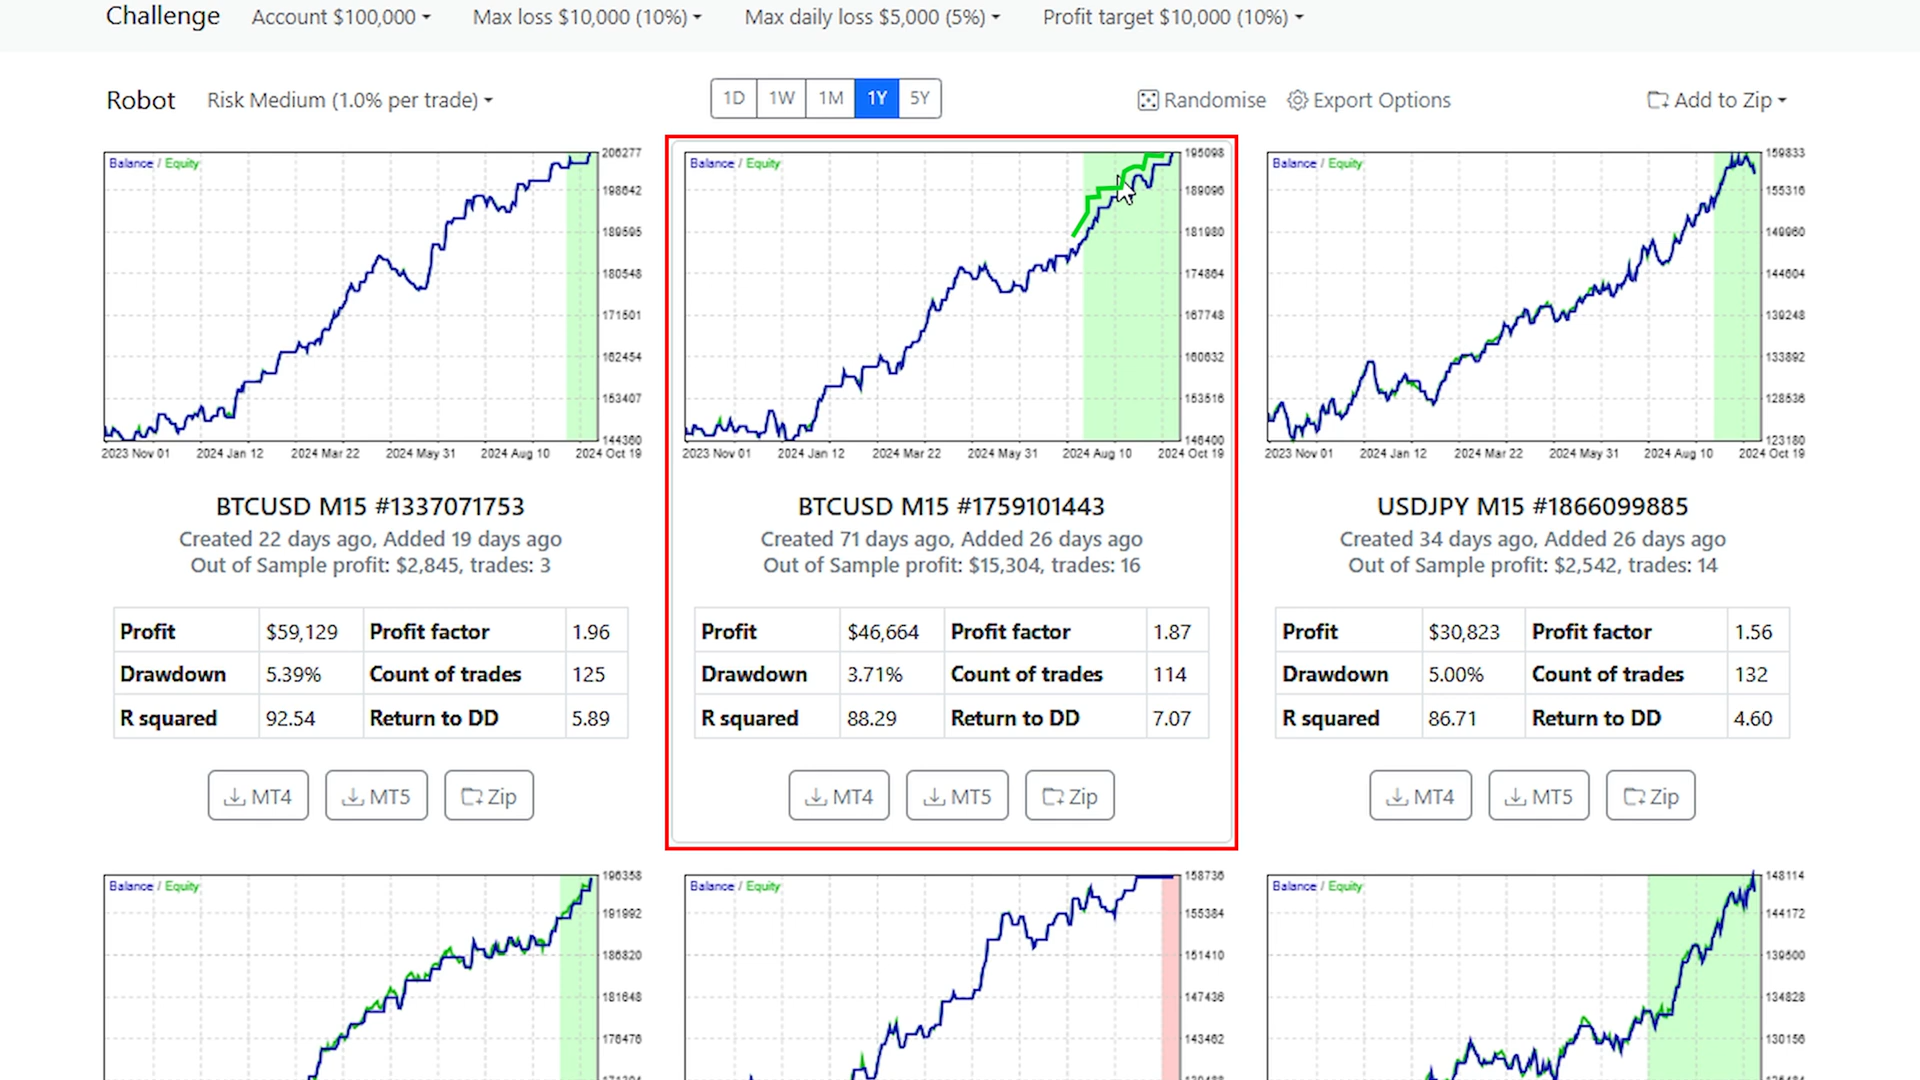 Challenge Account $100,000 Max loss $10,000 (10%) Max daily loss $5,000 (5%) Profit target $10,000 (10%)
Robot Risk Medium (1.0% per trade) 1D 1W 1M 1Y 5Y Randomise Export Options Add to Zip
Balance / Equity
206277
198642
189595
180548
171501
162454
153407
144360
2023 Nov 01 2024 Jan 12 2024 Mar 22 2024 May 31 2024 Aug 10 2024 Oct 19
BTCUSD M15 #1337071753
Created 22 days ago, Added 19 days ago
Out of Sample profit: $2,845, trades: 3
Profit $59,129 Profit factor 1.96
Drawdown 5.39% Count of trades 125
R squared 92.54 Return to DD 5.89
MT4 MT5 Zip
Balance / Equity
195098
189096
181980
174864
167748
160632
153516
146400
2023 Nov 01 2024 Jan 12 2024 Mar 22 2024 May 31 2024 Aug 10 2024 Oct 19
BTCUSD M15 #1759101443
Created 71 days ago, Added 26 days ago
Out of Sample profit: $15,304, trades: 16
Profit $46,664 Profit factor 1.87
Drawdown 3.71% Count of trades 114
R squared 88.29 Return to DD 7.07
MT4 MT5 Zip
Balance / Equity
159833
155316
149960
144604
139248
133892
128536
123180
2023 Nov 01 2024 Jan 12 2024 Mar 22 2024 May 31 2024 Aug 10 2024 Oct 19
USDJPY M15 #1866099885
Created 34 days ago, Added 26 days ago
Out of Sample profit: $2,542, trades: 14
Profit $30,823 Profit factor 1.56
Drawdown 5.00% Count of trades 132
R squared 86.71 Return to DD 4.60
MT4 MT5 Zip
Balance / Equity
196358
191992
186820
181648
176476
Balance / Equity
158736
155384
151410
147436
143462
Balance / Equity
148114
144172
139500
134828
130156